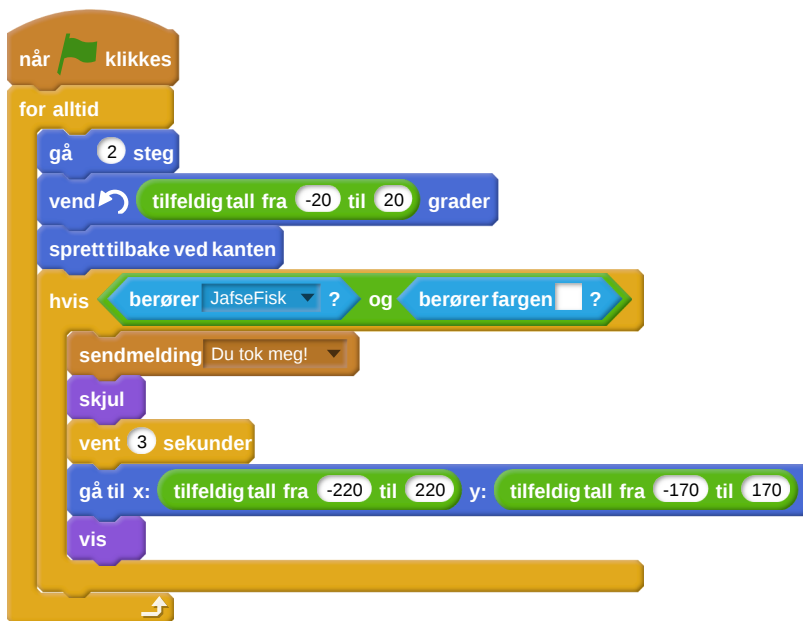 når klikkes
for alltid
gå 2 steg
vend tilfeldig tall fra -20 til 20 grader
sprett tilbake ved kanten
hvis berører JafseFisk ? og berører fargen ?
send melding Du tok meg!
skjul
vent 3 sekunder
gå til x: tilfeldig tall fra -220 til 220 y: tilfeldig tall fra -170 til 170
vis